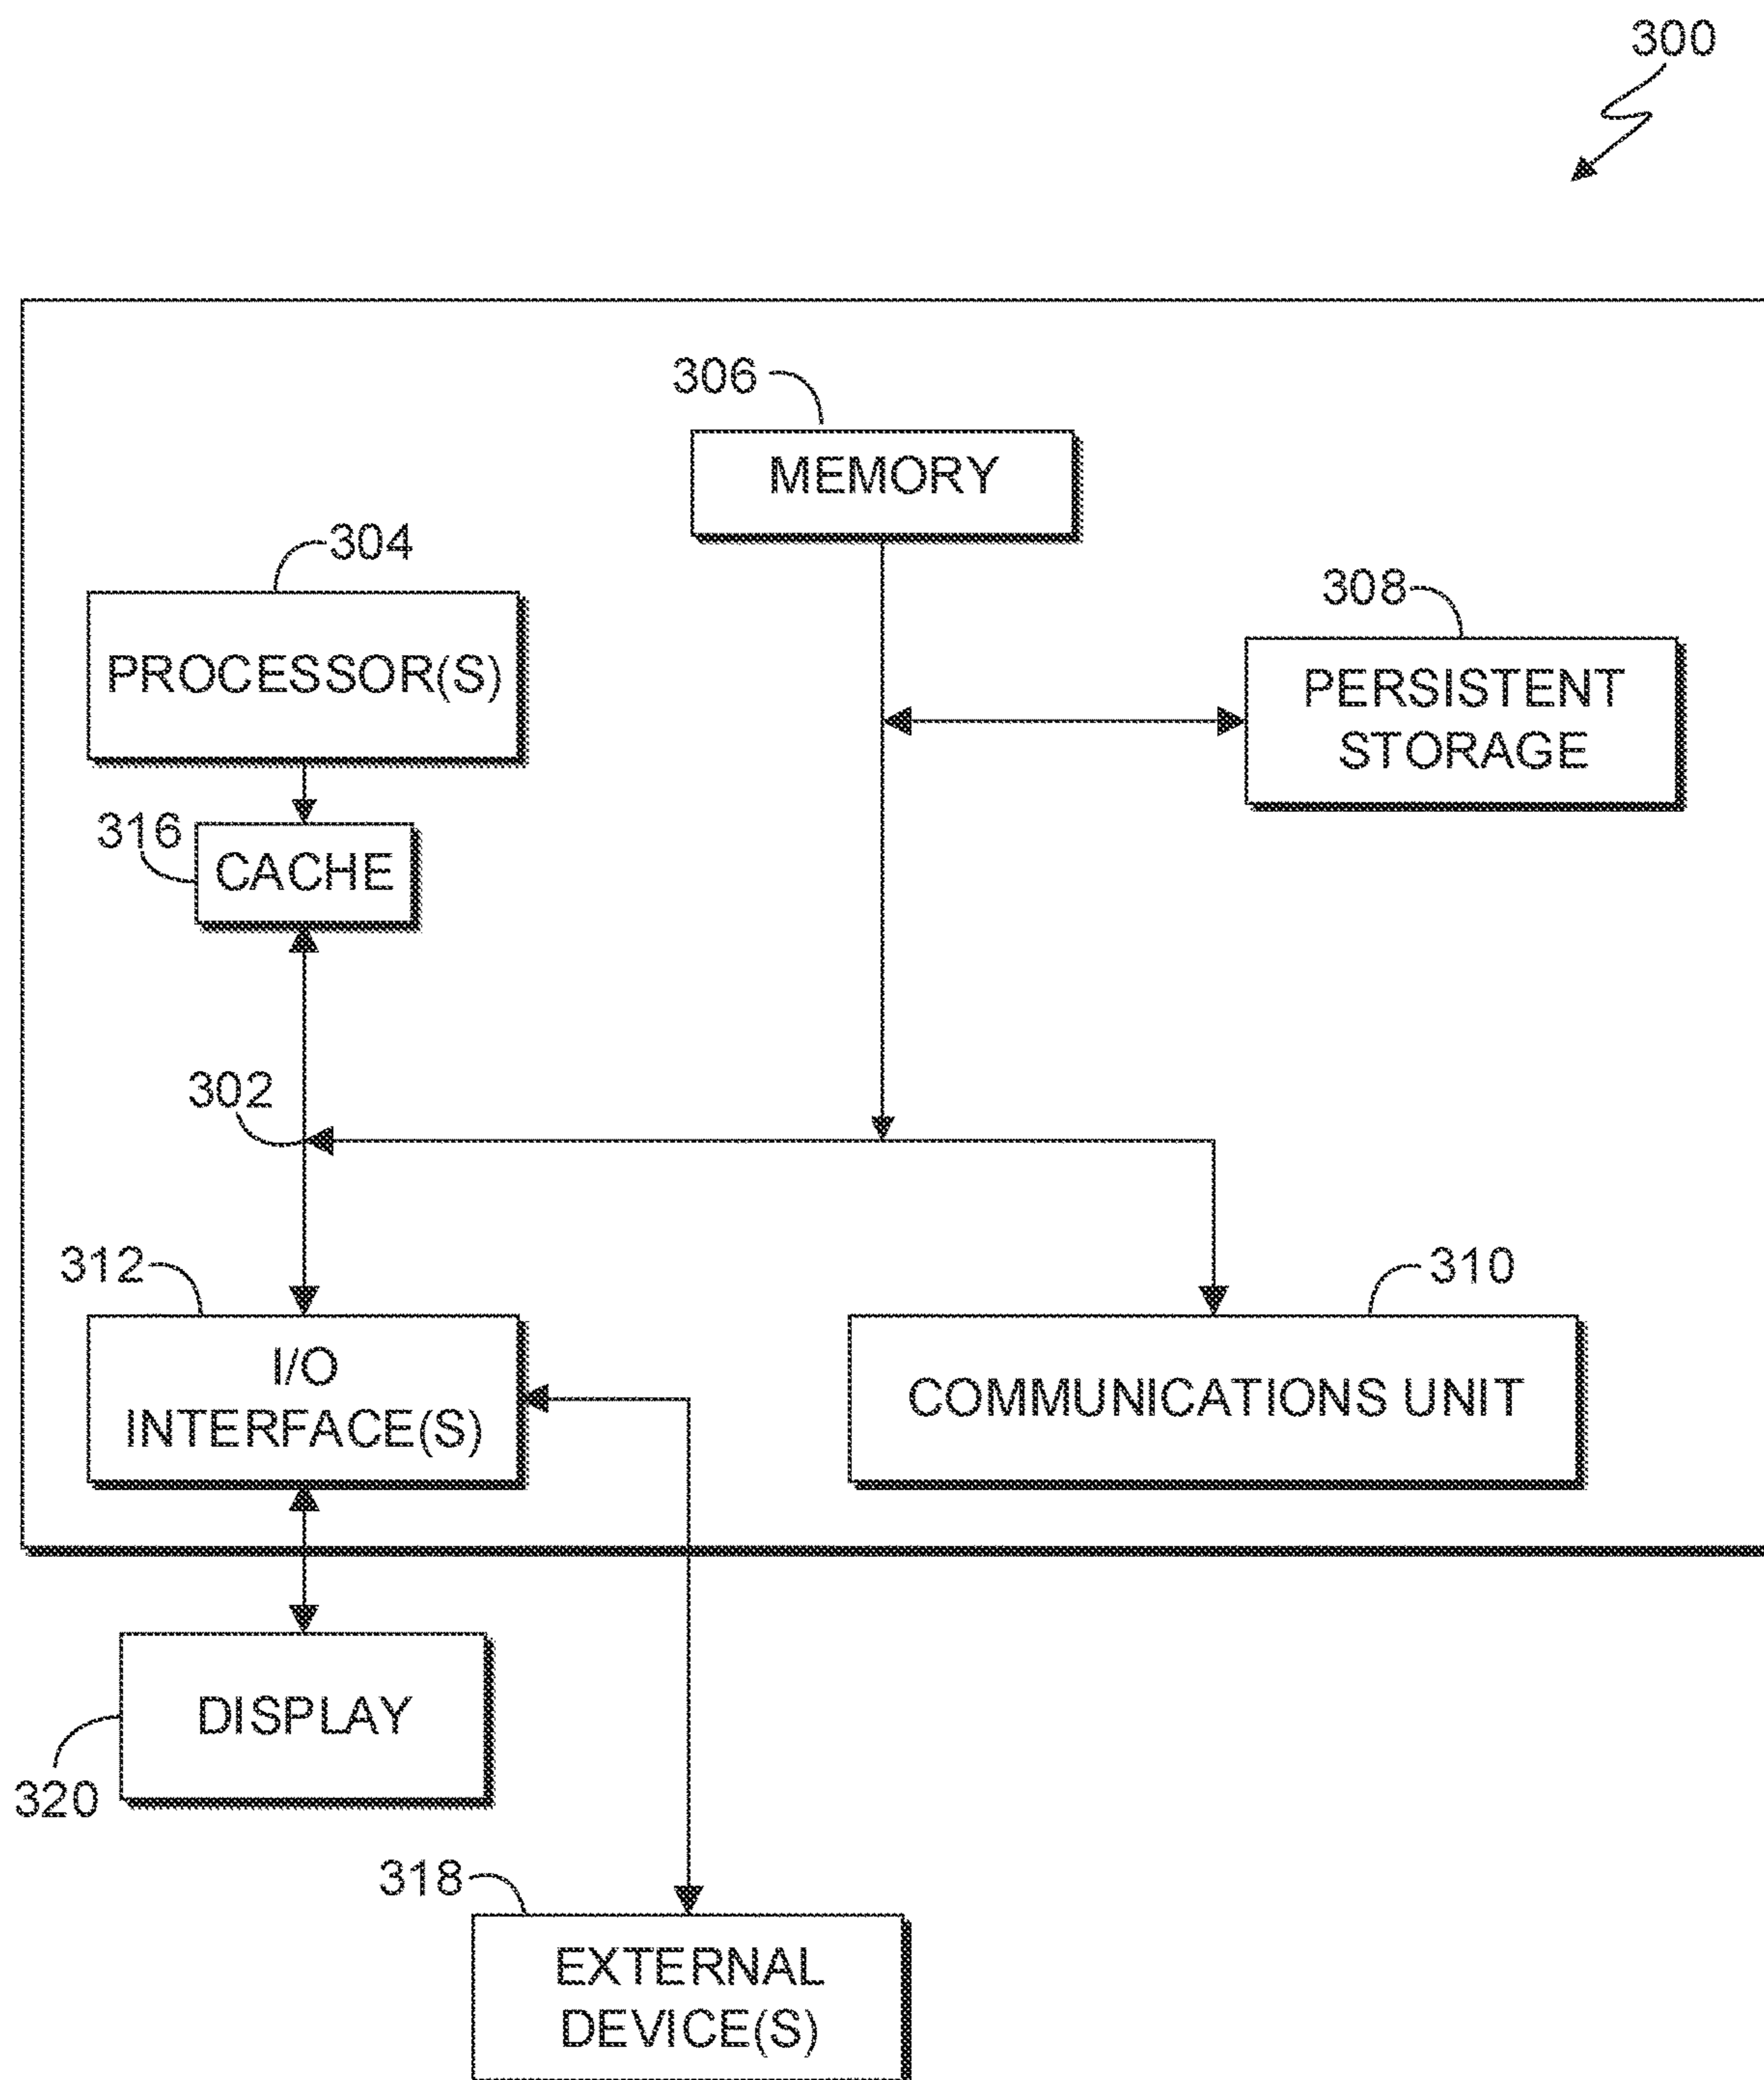 300
306
MEMORY
304
308
PROCESSOR(S)
PERSISTENT
STORAGE
316
CACHE
302
312
310
I/O
INTERFACE(S)
COMMUNICATIONS UNIT
DISPLAY
320
318
EXTERNAL
DEVICE(S)